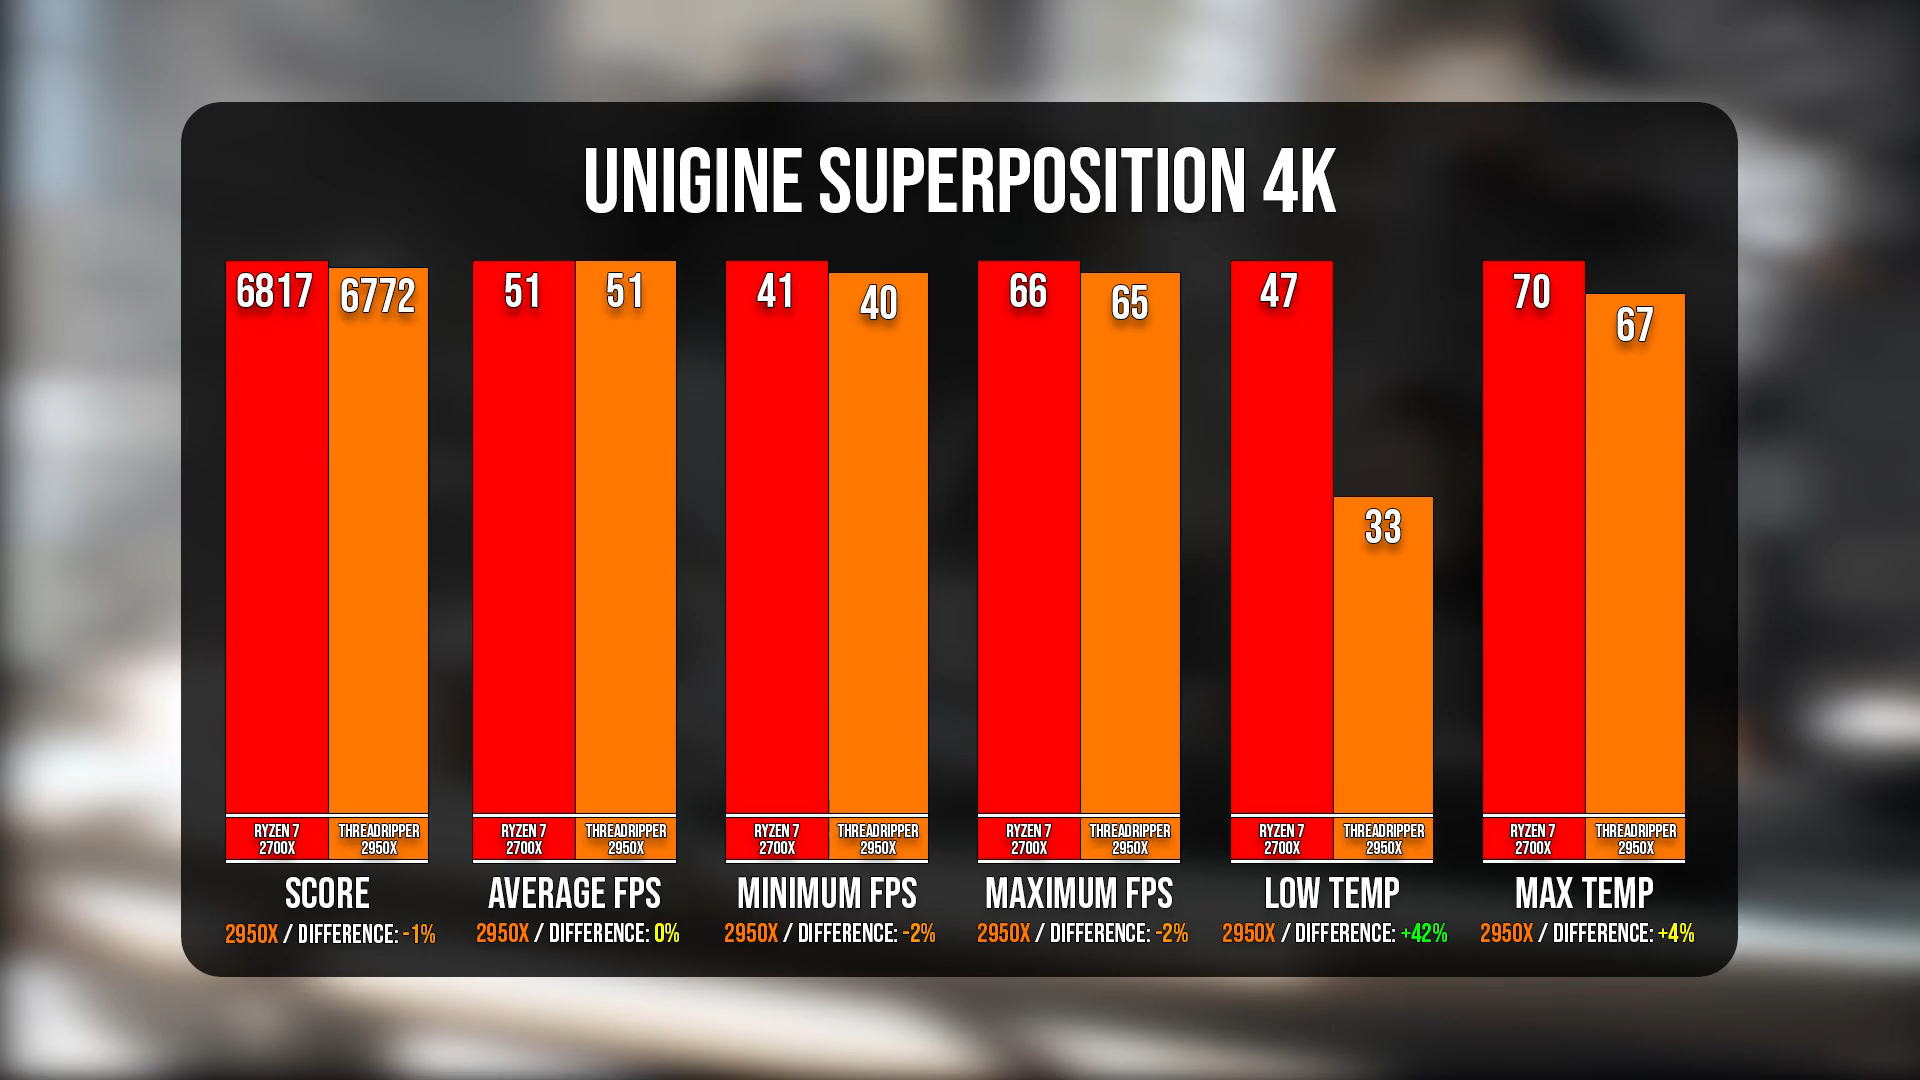 UNIGINE SUPERPOSITION 4K
6817 6772 51 51 41 40 66 65 47 33 70 67
RYZEN 7 2700X THREADRIPPER 2950X
RYZEN 7 2700X THREADRIPPER 2950X
RYZEN 7 2700X THREADRIPPER 2950X
RYZEN 7 2700X THREADRIPPER 2950X
RYZEN 7 2700X THREADRIPPER 2950X
RYZEN 7 2700X THREADRIPPER 2950X
SCORE AVERAGE FPS MINIMUM FPS MAXIMUM FPS LOW TEMP MAX TEMP
2950X / DIFFERENCE: -1% 2950X / DIFFERENCE: 0% 2950X / DIFFERENCE: -2% 2950X / DIFFERENCE: -2% 2950X / DIFFERENCE: +42% 2950X / DIFFERENCE: +4%